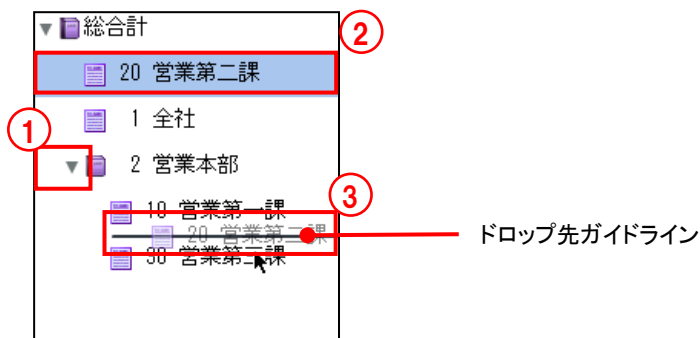 総合計
②
20 営業第二課
1 全社
①
2 営業本部
③
10 営業第一課
20 営業第二課
ドロップ先ガイドライン
30 営業第三課